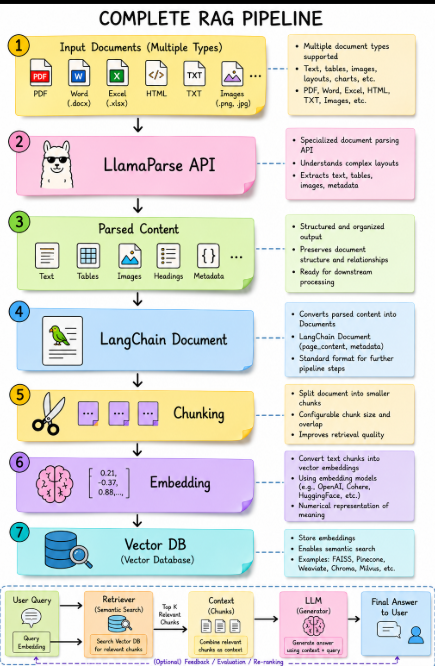 COMPLETE RAG PIPELINE
1
Input Documents (Multiple Types)
PDF
W
X
</>
TXT
...
PDF
Word
(.docx)
Excel
(.xlsx)
HTML
TXT
Images
(.png, .jpg)
• Multiple document types
supported
• Text, tables, images,
layouts, charts, etc.
• PDF, Word, Excel, HTML,
TXT, Images, etc.
2
LlamaParse API
• Specialized document parsing
API
• Understands complex layouts
• Extracts text, tables,
images, metadata
3
Parsed Content
{ }
...
Text
Tables
Images
Headings
Metadata
• Structured and organized
output
• Preserves document
structure and relationships
• Ready for downstream
processing
4
LangChain Document
• Converts parsed content into
Documents
• LangChain Document
(page_content, metadata)
• Standard format for further
pipeline steps
5
Chunking
• Split document into smaller
chunks
• Configurable chunk size and
overlap
• Improves retrieval quality
6
[ 0.21,
-0.37,
0.88,..., ]
Embedding
• Convert text chunks into
vector embeddings
• Using embedding models
(e.g., OpenAI, Cohere,
HuggingFace, etc.)
• Numerical representation of
meaning
7
Vector DB
(Vector Database)
• Store embeddings
• Enables semantic search
• Examples: FAISS, Pinecone,
Weaviate, Chroma, Milvus, etc.
User Query
Query
Embedding
Retriever
(Semantic Search)
Search Vector DB
for relevant chunks
Top K
Relevant
Chunks
Context
(Chunks)
Combine relevant
chunks as context
LLM
(Generator)
Generate answer
using context + query
Final Answer
to User
(Optional) Feedback / Evaluation / Re-ranking